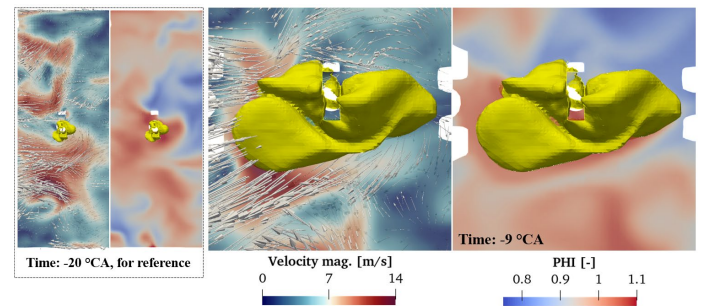 Time: -20 °CA, for reference
Time: -9 °CA
Velocity mag. [m/s]
0 7 14
PHI [-]
0.8 0.9 1 1.1